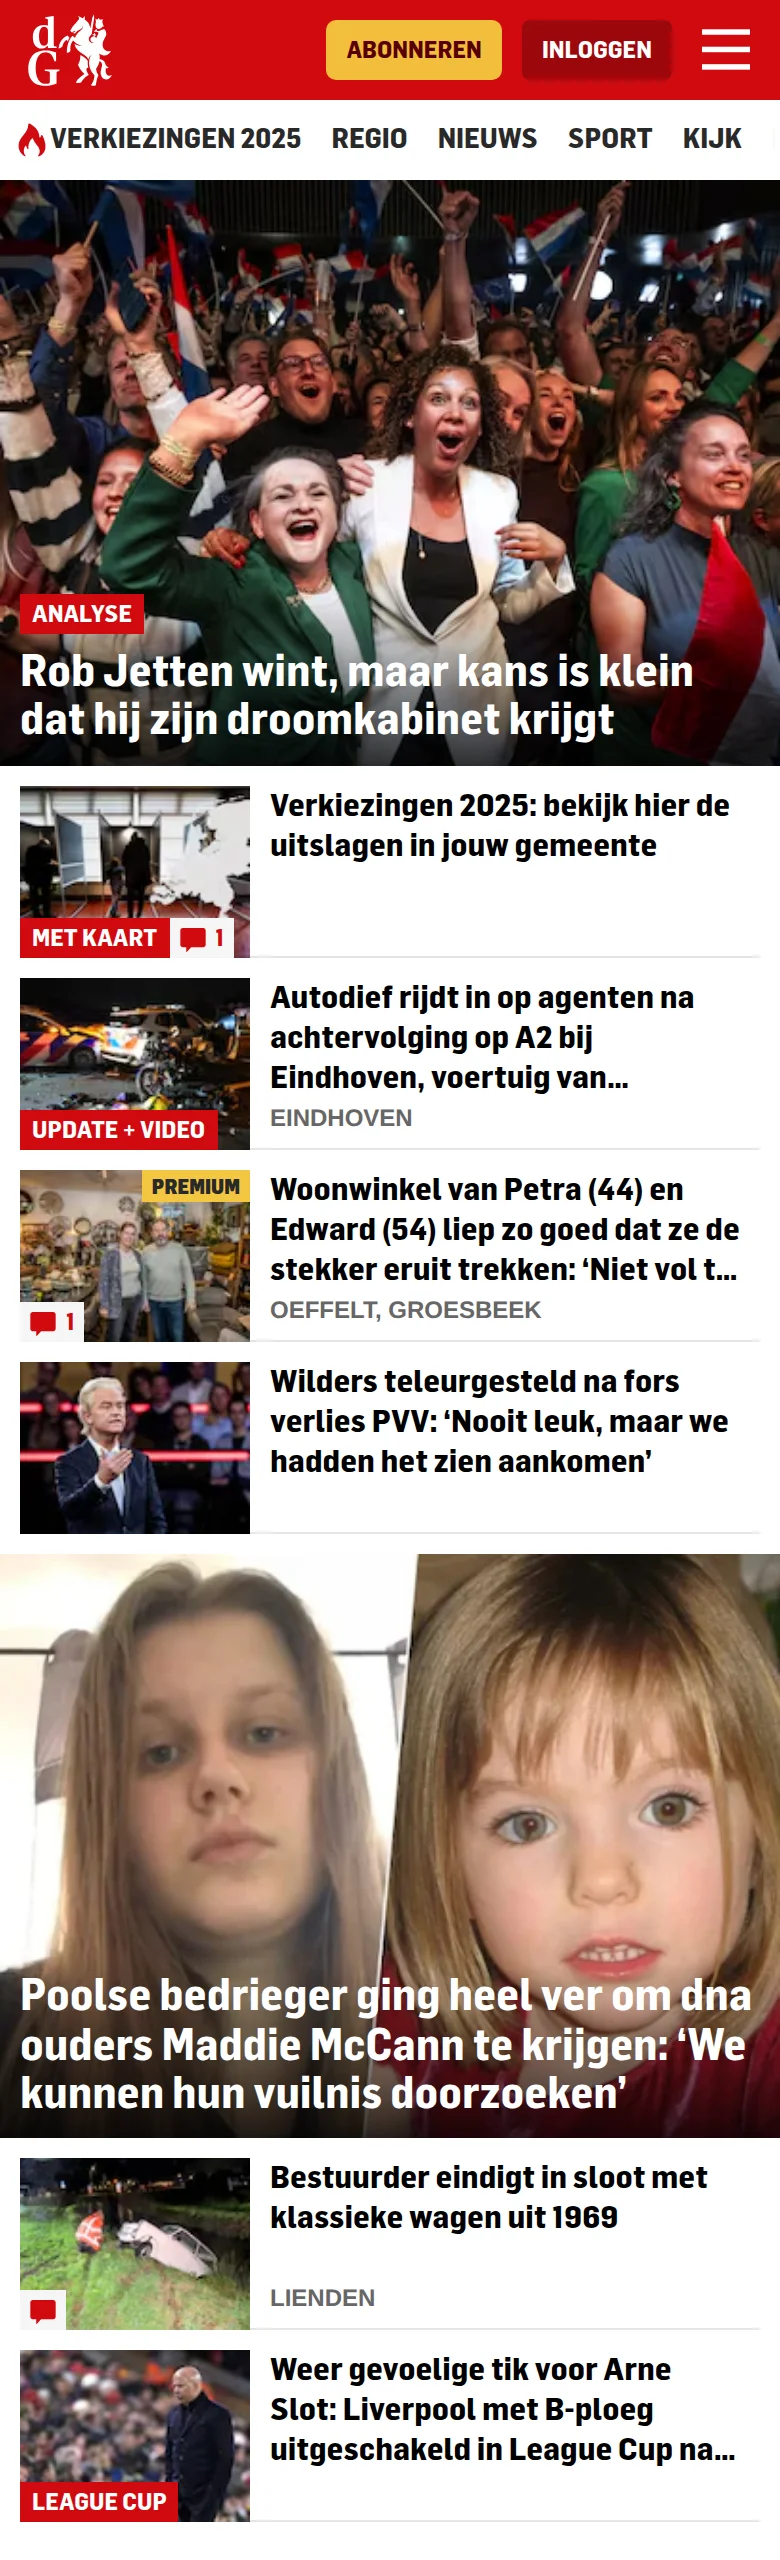 dG
ABONNEREN
INLOGGEN
VERKIEZINGEN 2025 REGIO NIEUWS SPORT KIJK
ANALYSE
Rob Jetten wint, maar kans is klein
dat hij zijn droomkabinet krijgt
Verkiezingen 2025: bekijk hier de
uitslagen in jouw gemeente
MET KAART 1
Autodief rijdt in op agenten na
achtervolging op A2 bij
Eindhoven, voertuig van...
EINDHOVEN
UPDATE + VIDEO
PREMIUM
Woonwinkel van Petra (44) en
Edward (54) liep zo goed dat ze de
stekker eruit trekken: ‘Niet vol t...
OEFFELT, GROESBEEK
1
Wilders teleurgesteld na fors
verlies PVV: ‘Nooit leuk, maar we
hadden het zien aankomen’
Poolse bedrieger ging heel ver om dna
ouders Maddie McCann te krijgen: ‘We
kunnen hun vuilnis doorzoeken’
Bestuurder eindigt in sloot met
klassieke wagen uit 1969
LIENDEN
Weer gevoelige tik voor Arne
Slot: Liverpool met B-ploeg
uitgeschakeld in League Cup na...
LEAGUE CUP